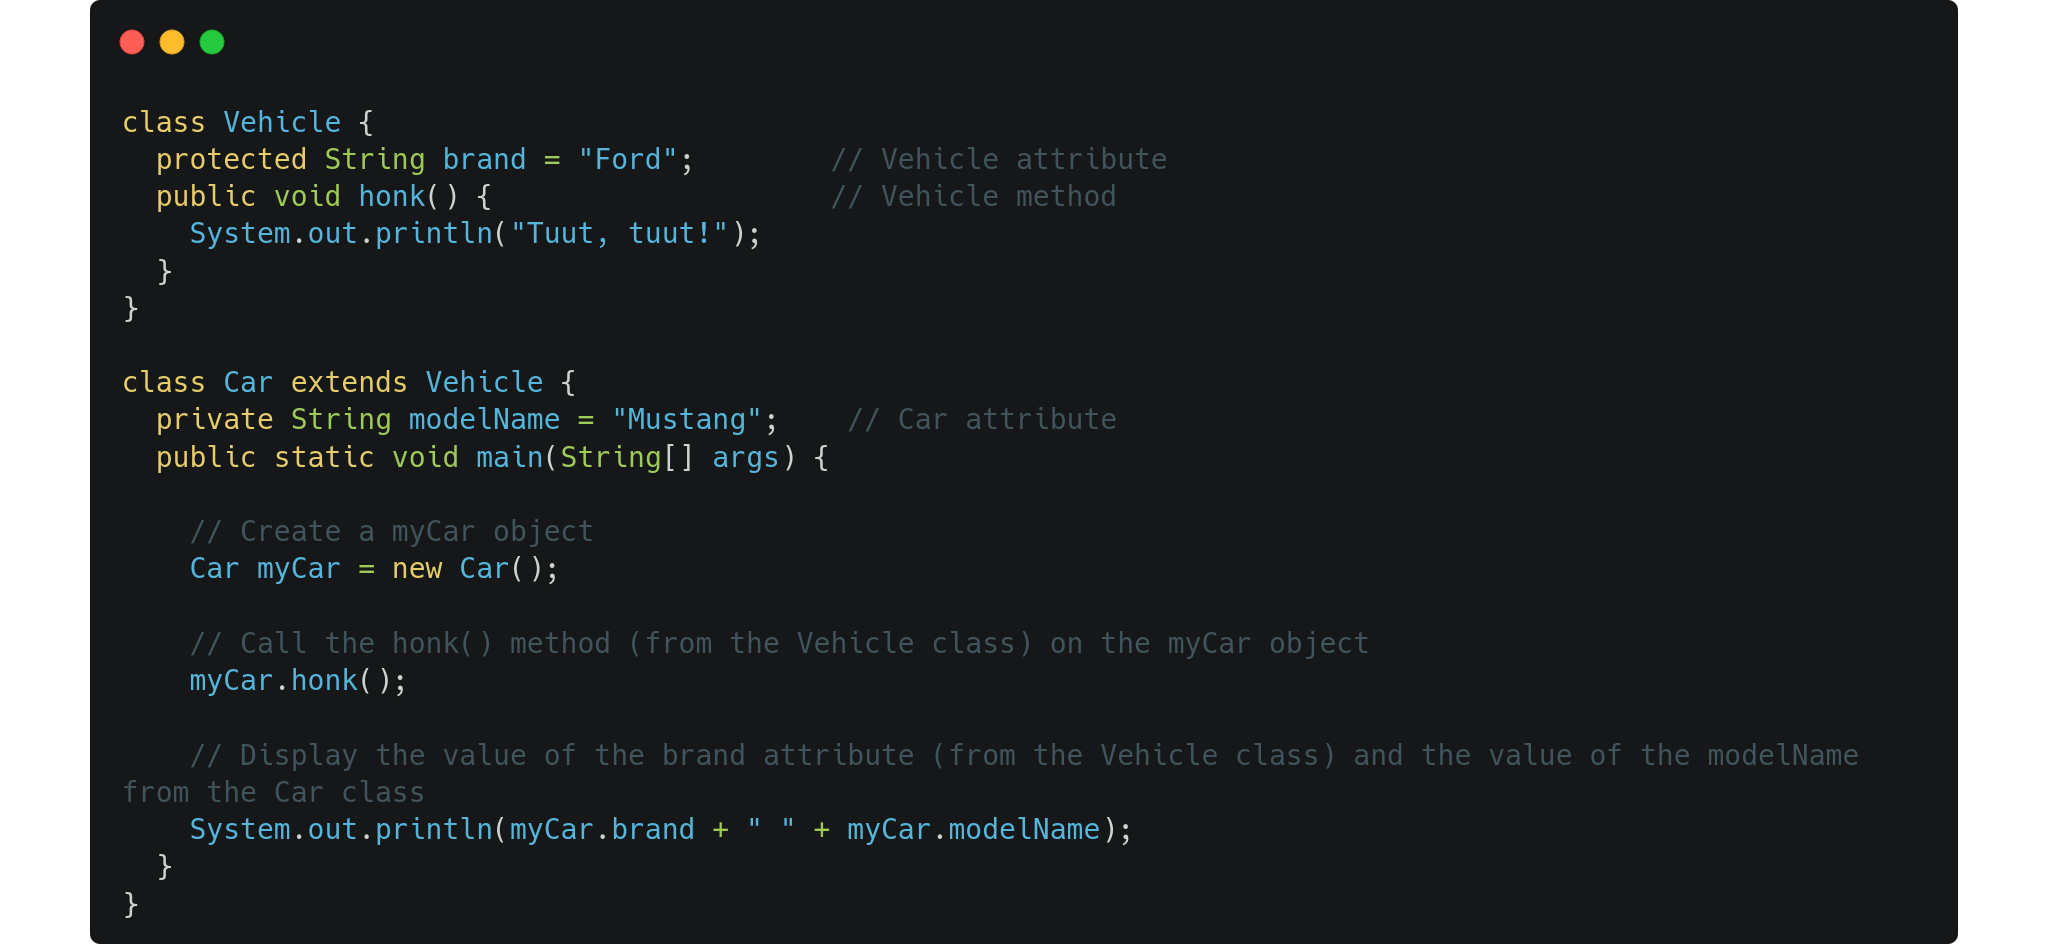 class Vehicle {
  protected String brand = "Ford";        // Vehicle attribute
  public void honk() {                    // Vehicle method
    System.out.println("Tuut, tuut!");
  }
}

class Car extends Vehicle {
  private String modelName = "Mustang";    // Car attribute
  public static void main(String[] args) {

    // Create a myCar object
    Car myCar = new Car();

    // Call the honk() method (from the Vehicle class) on the myCar object
    myCar.honk();

    // Display the value of the brand attribute (from the Vehicle class) and the value of the modelName
from the Car class
    System.out.println(myCar.brand + " " + myCar.modelName);
  }
}